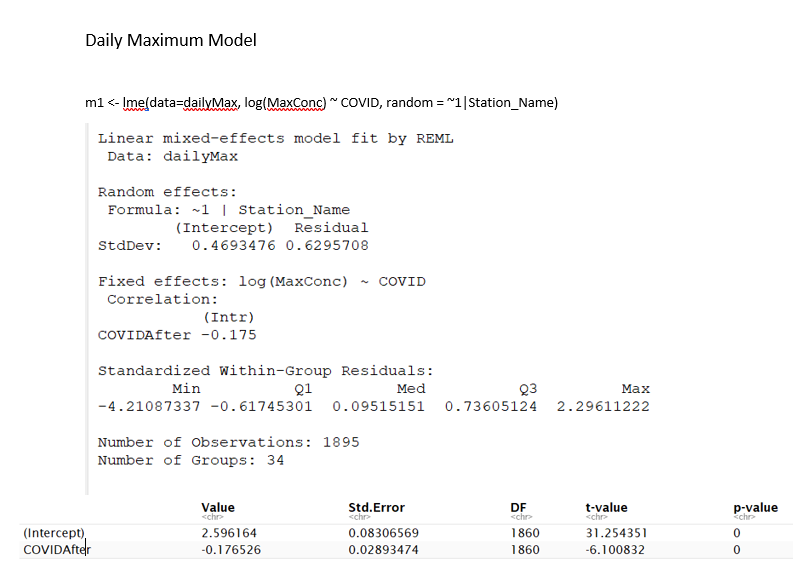 Daily Maximum Model
m1 <- lme(data=dailyMax, log(MaxConc) ~ COVID, random = ~1|Station_Name)
Linear mixed-effects model fit by REML
Data: dailyMax
Random effects:
Formula: ~1 | Station_Name
(Intercept) Residual
StdDev: 0.4693476 0.6295708
Fixed effects: log(MaxConc) ~ COVID
Correlation:
(Intr)
COVIDAfter -0.175
Standardized Within-Group Residuals:
Min Q1 Med Q3 Max
-4.21087337 -0.61745301 0.09515151 0.73605124 2.29611222
Number of Observations: 1895
Number of Groups: 34
Value Std.Error DF t-value p-value
<chr> <chr> <chr> <chr> <chr>
(Intercept) 2.596164 0.08306569 1860 31.254351 0
COVIDAfter -0.176526 0.02893474 1860 -6.100832 0